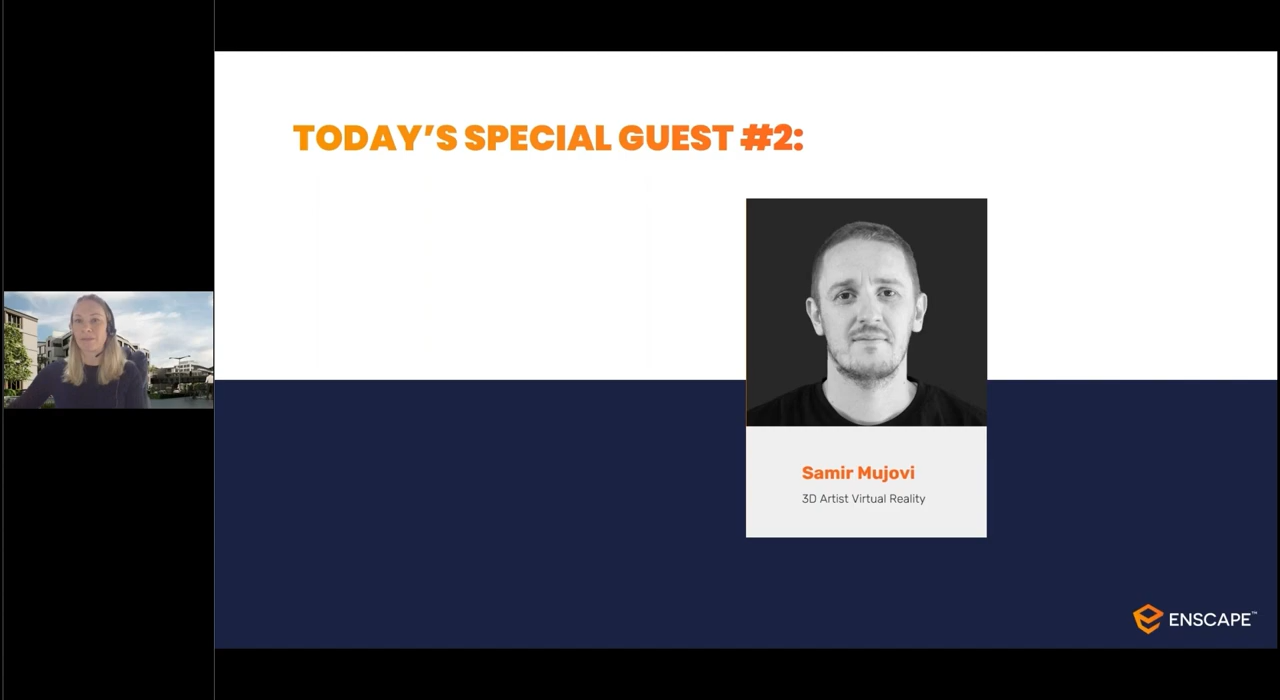 TODAY’S SPECIAL GUEST #2:
Samir Mujovi
3D Artist Virtual Reality
ENSCAPE™